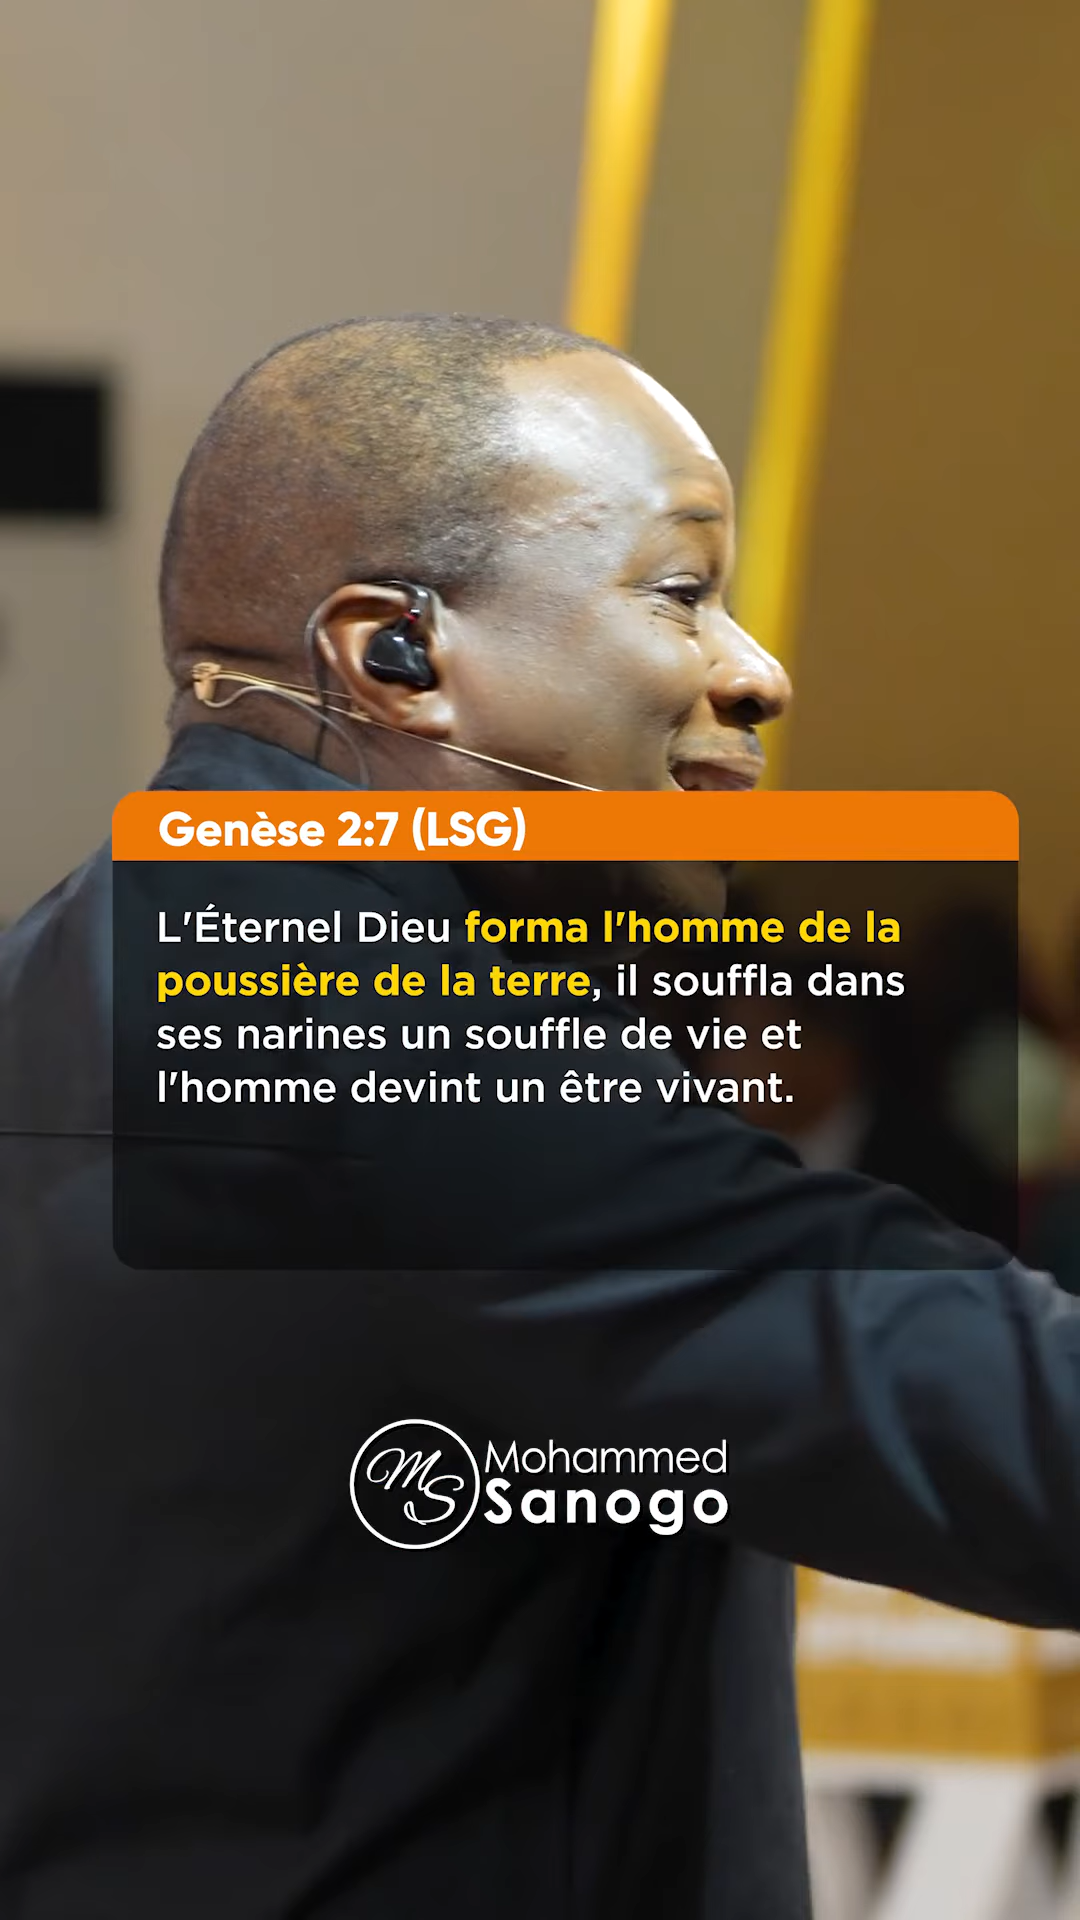 Genèse 2:7 (LSG)
L'Éternel Dieu forma l'homme de la
poussière de la terre, il souffla dans
ses narines un souffle de vie et
l'homme devint un être vivant.
MS
Mohammed
Sanogo